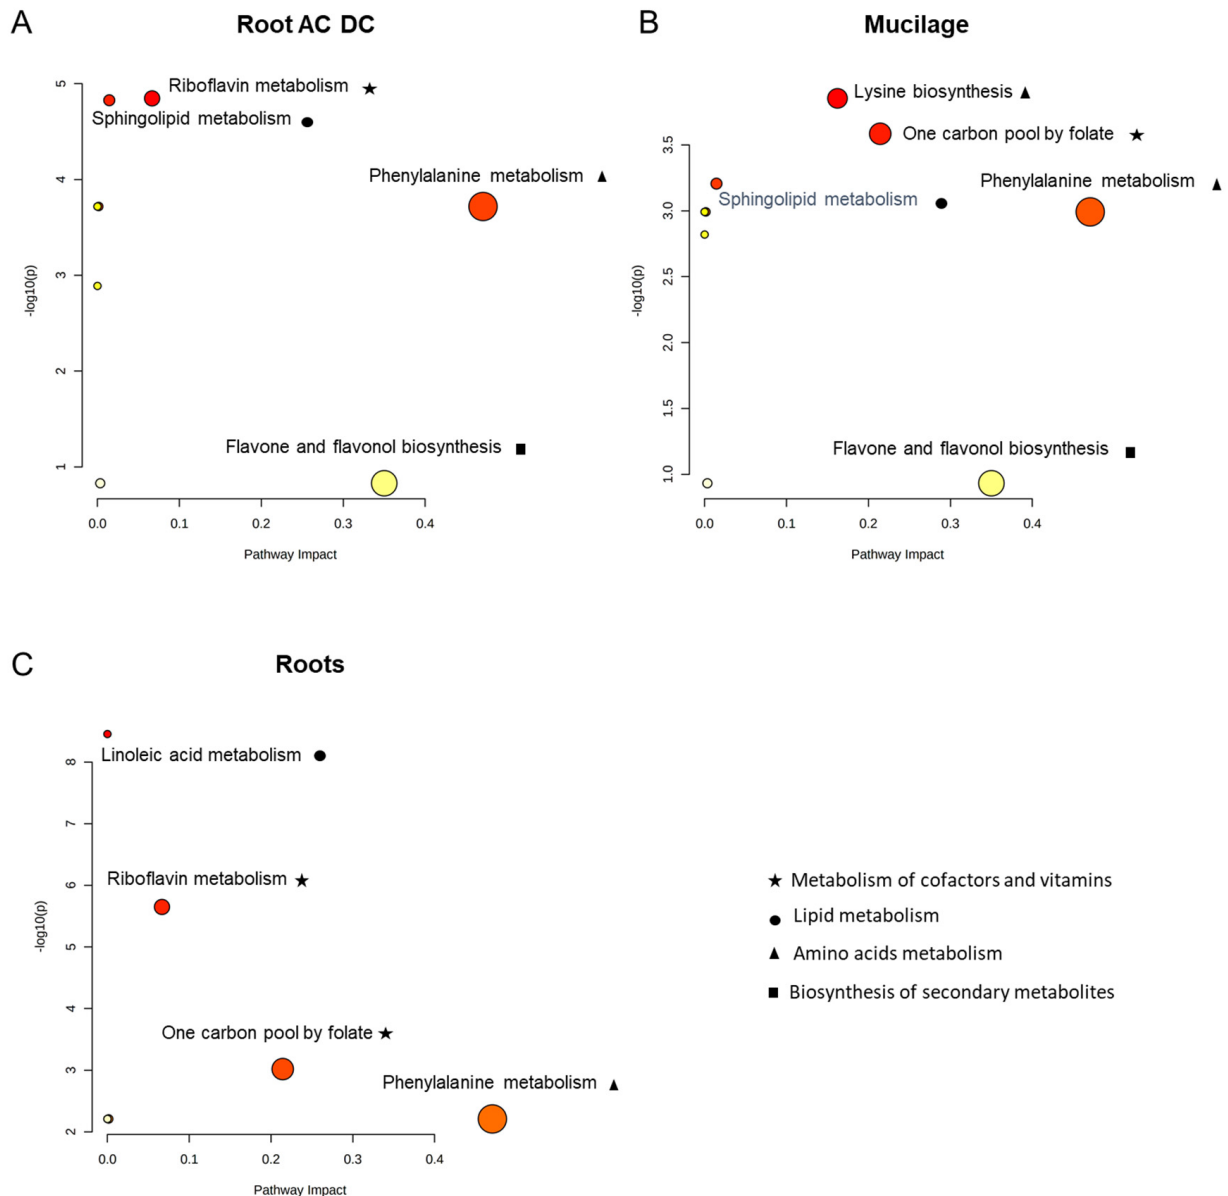 A
Root AC DC
5
4
3
2
1
-log10(p)
Riboflavin metabolism ★
Sphingolipid metabolism ●
Phenylalanine metabolism ▲
Flavone and flavonol biosynthesis ■
0.0 0.1 0.2 0.3 0.4
Pathway Impact
B
Mucilage
3.5
3.0
2.5
2.0
1.5
1.0
-log10(p)
Lysine biosynthesis ▲
One carbon pool by folate ★
Phenylalanine metabolism ▲
Sphingolipid metabolism ●
Flavone and flavonol biosynthesis ■
0.0 0.1 0.2 0.3 0.4
Pathway Impact
C
Roots
8
7
6
5
4
3
2
-log10(p)
Linoleic acid metabolism ●
Riboflavin metabolism ★
One carbon pool by folate ★
Phenylalanine metabolism ▲
0.0 0.1 0.2 0.3 0.4
Pathway Impact
★ Metabolism of cofactors and vitamins
● Lipid metabolism
▲ Amino acids metabolism
■ Biosynthesis of secondary metabolites